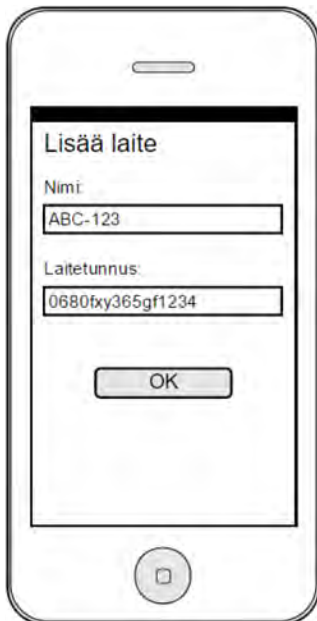 Lisää laite
Nimi:
ABC-123
Laitetunnus:
0680fxy365gf1234
OK